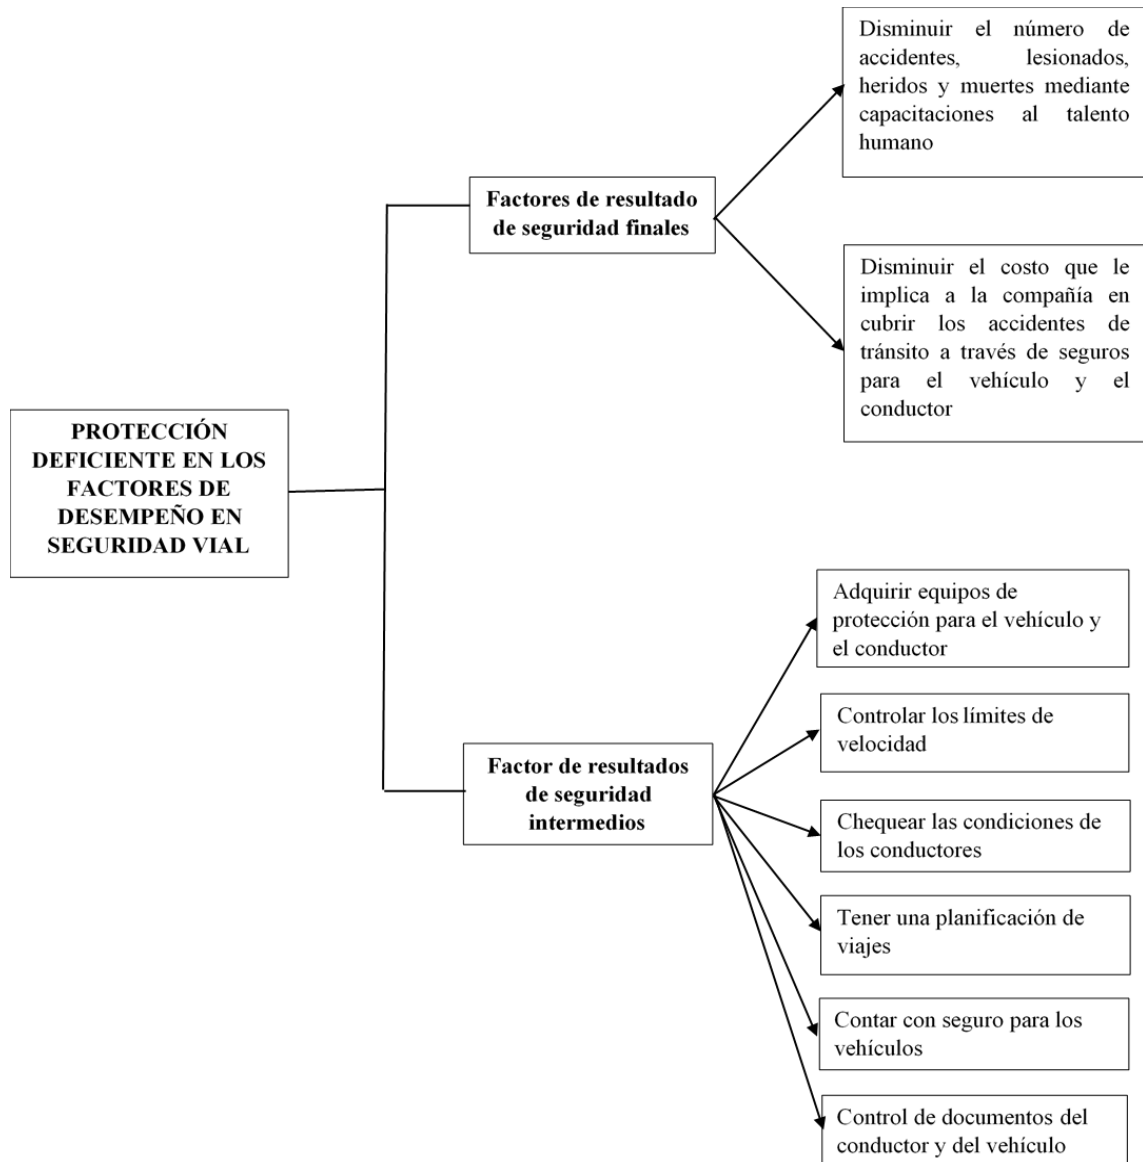 Disminuir el número de
accidentes, lesionados,
heridos y muertes mediante
capacitaciones al talento
humano
Factores de resultado
de seguridad finales
Disminuir el costo que le
implica a la compañía en
cubrir los accidentes de
tránsito a través de seguros
para el vehículo y el
conductor
PROTECCIÓN
DEFICIENTE EN LOS
FACTORES DE
DESEMPEÑO EN
SEGURIDAD VIAL
Adquirir equipos de
protección para el vehículo y
el conductor
Controlar los límites de
velocidad
Factor de resultados
de seguridad
intermedios
Chequear las condiciones de
los conductores
Tener una planificación de
viajes
Contar con seguro para los
vehículos
Control de documentos del
conductor y del vehículo